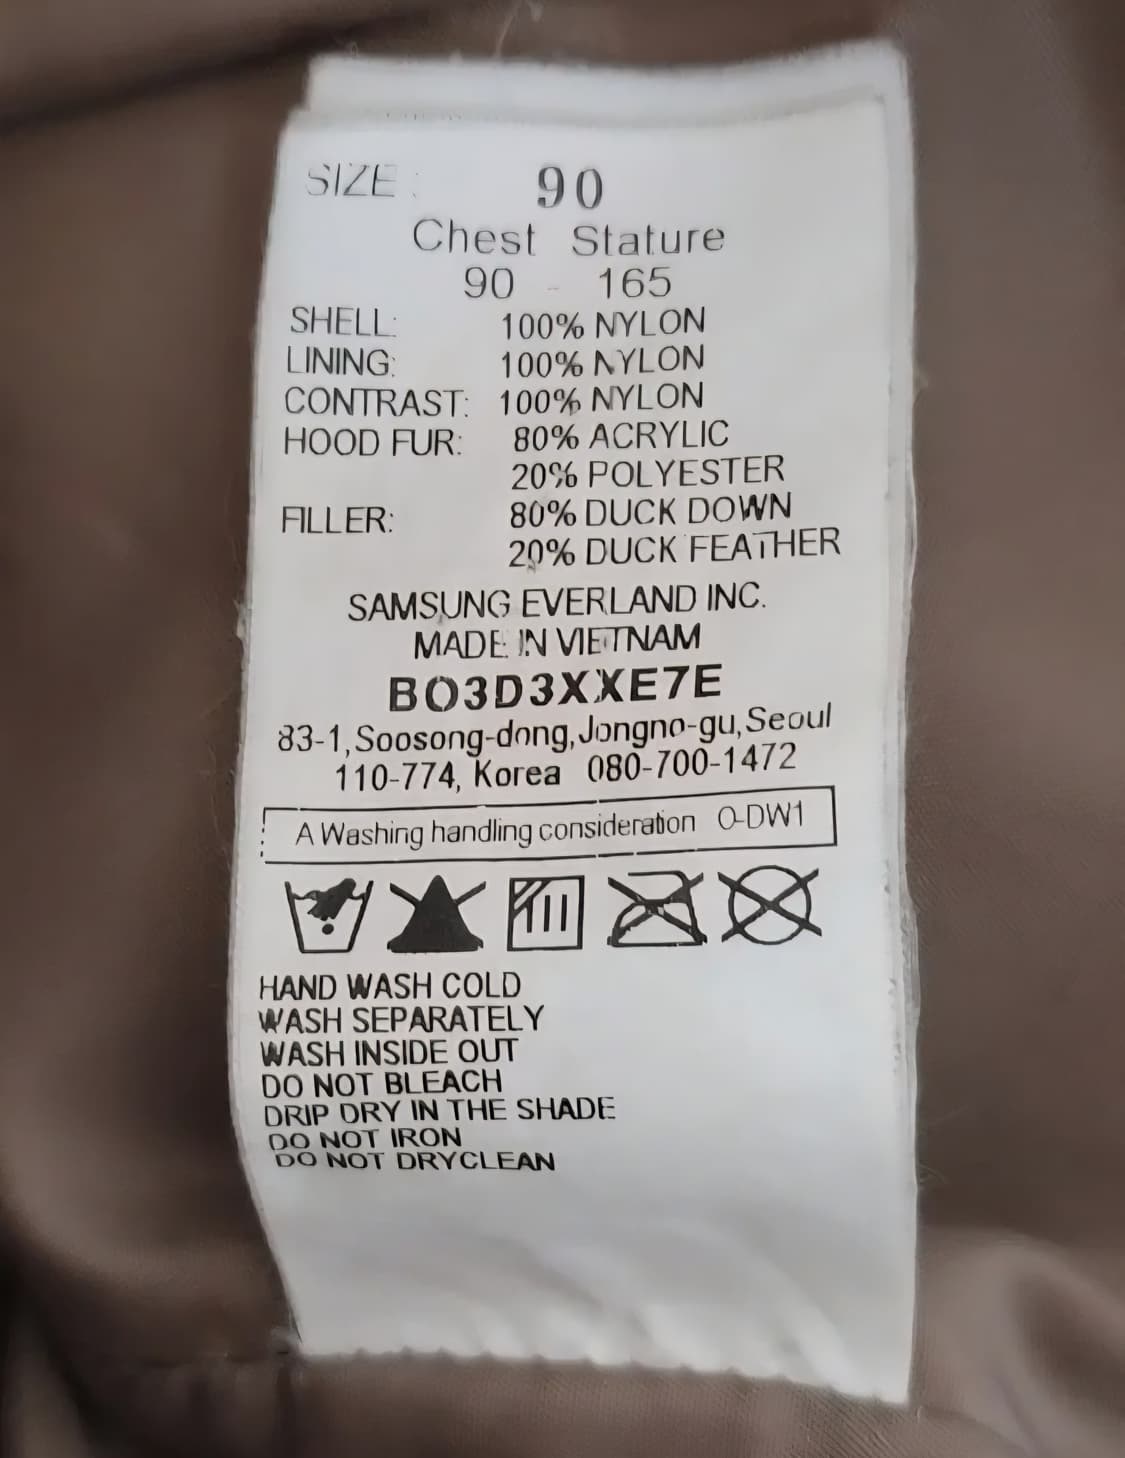 SIZE : 90
Chest Stature
90 - 165
SHELL: 100% NYLON
LINING: 100% NYLON
CONTRAST: 100% NYLON
HOOD FUR: 80% ACRYLIC
20% POLYESTER
FILLER: 80% DUCK DOWN
20% DUCK FEATHER
SAMSUNG EVERLAND INC.
MADE IN VIETNAM
BO3D3XXE7E
83-1,Soosong-dong,Jongno-gu,Seoul
110-774, Korea 080-700-1472
A Washing handling consideration O-DW1
HAND WASH COLD
WASH SEPARATELY
WASH INSIDE OUT
DO NOT BLEACH
DRIP DRY IN THE SHADE
DO NOT IRON
DO NOT DRYCLEAN